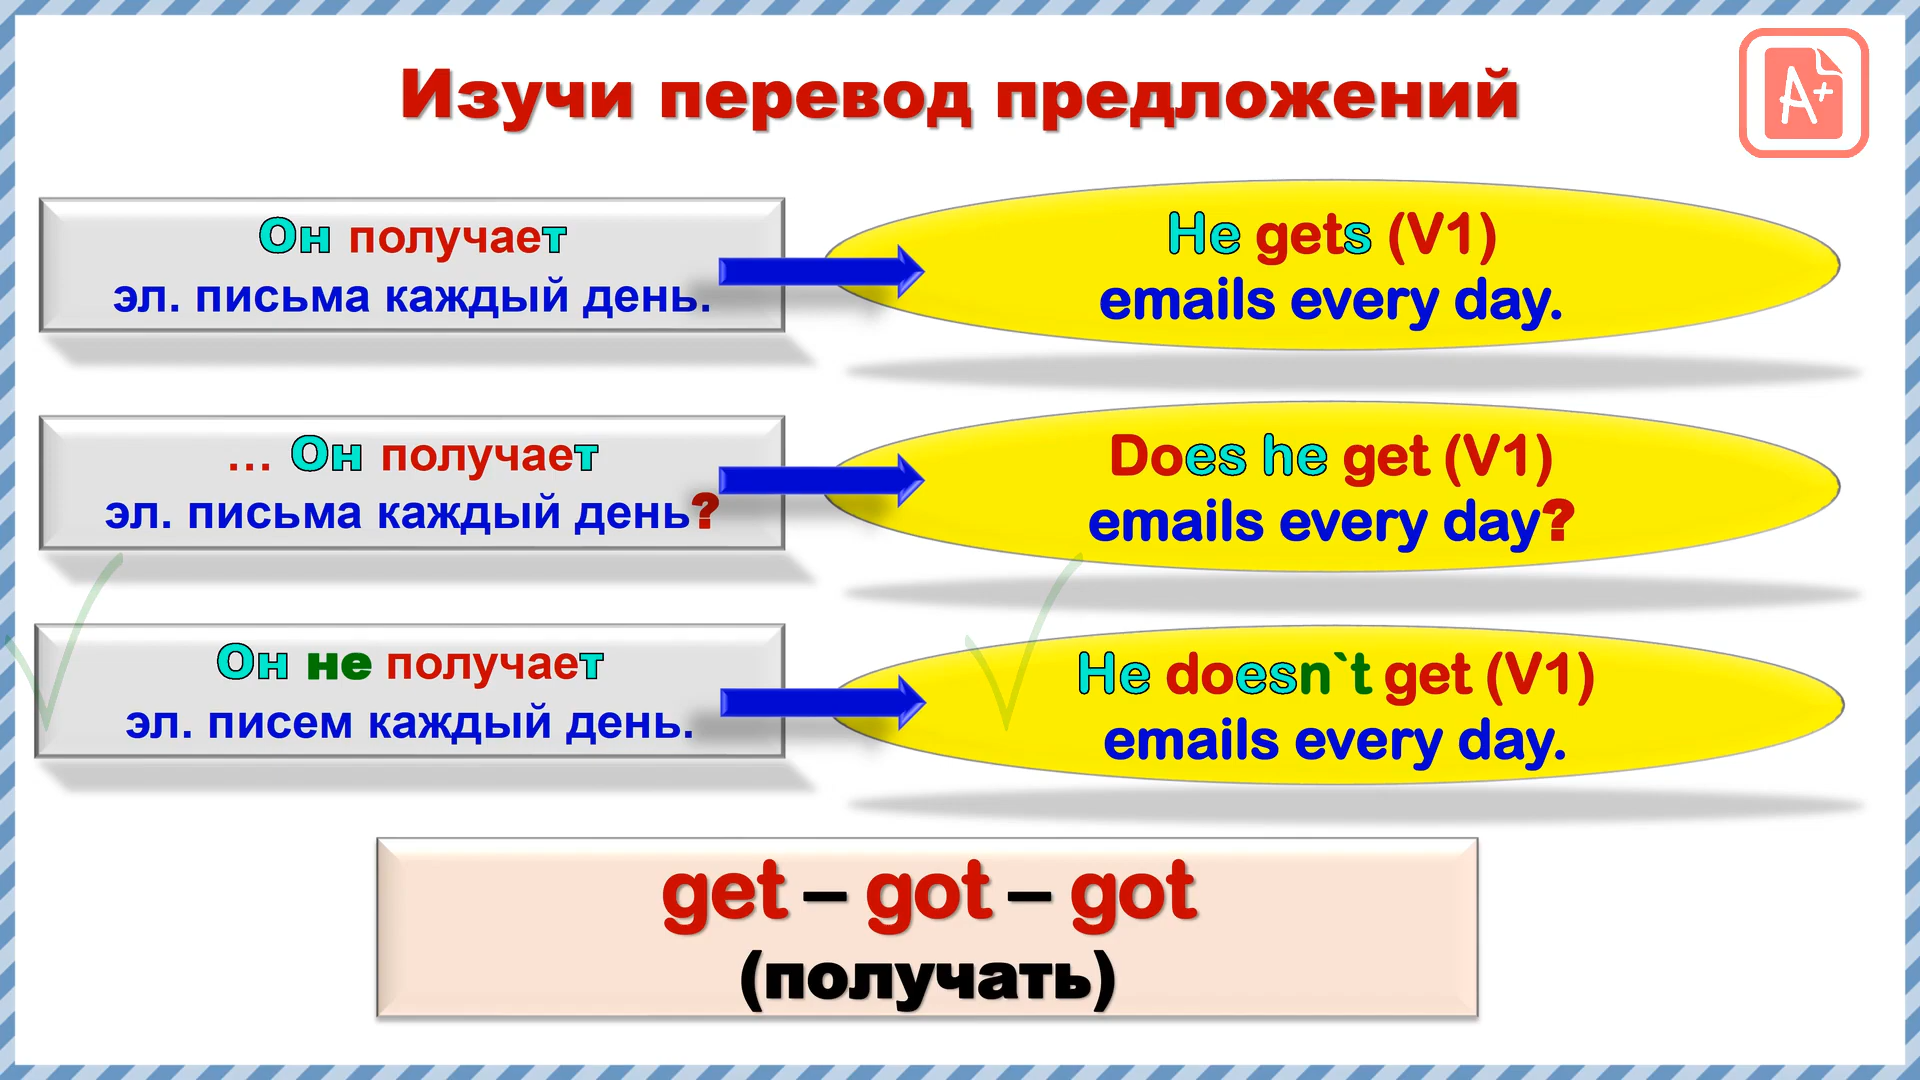 Изучи перевод предложений
A+
Он получает
эл. письма каждый день.
He gets (V1)
emails every day.
... Он получает
эл. письма каждый день?
Does he get (V1)
emails every day?
Он не получает
эл. писем каждый день.
He doesn`t get (V1)
emails every day.
get – got – got
(получать)